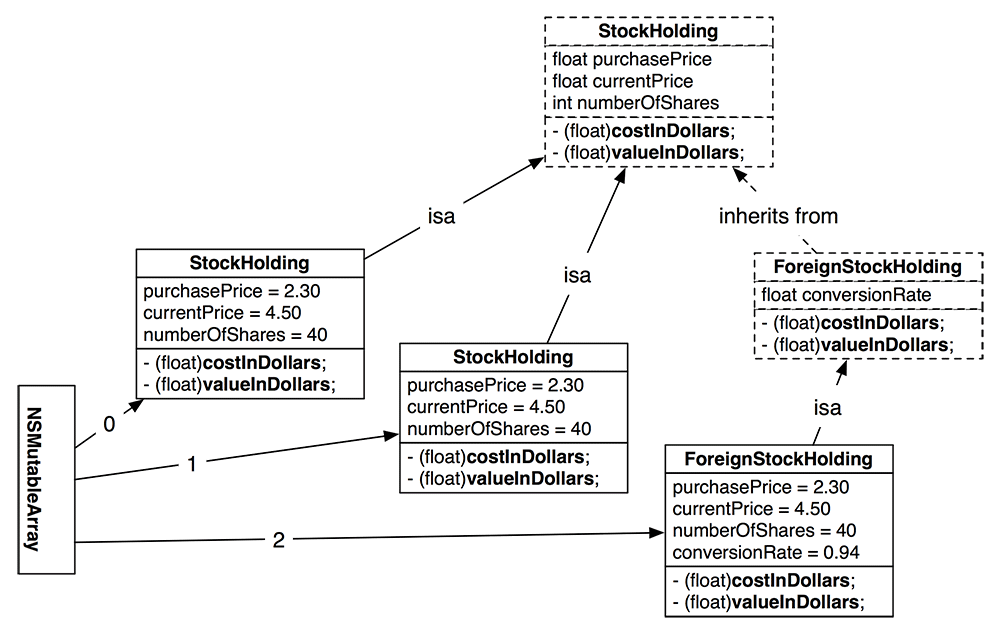 StockHolding
float purchasePrice
float currentPrice
int numberOfShares
- (float)costInDollars;
- (float)valueInDollars;
isa
isa
inherits from
StockHolding
purchasePrice = 2.30
currentPrice = 4.50
numberOfShares = 40
- (float)costInDollars;
- (float)valueInDollars;
ForeignStockHolding
float conversionRate
- (float)costInDollars;
- (float)valueInDollars;
StockHolding
purchasePrice = 2.30
currentPrice = 4.50
numberOfShares = 40
- (float)costInDollars;
- (float)valueInDollars;
isa
NSMutableArray
0
1
2
ForeignStockHolding
purchasePrice = 2.30
currentPrice = 4.50
numberOfShares = 40
conversionRate = 0.94
- (float)costInDollars;
- (float)valueInDollars;